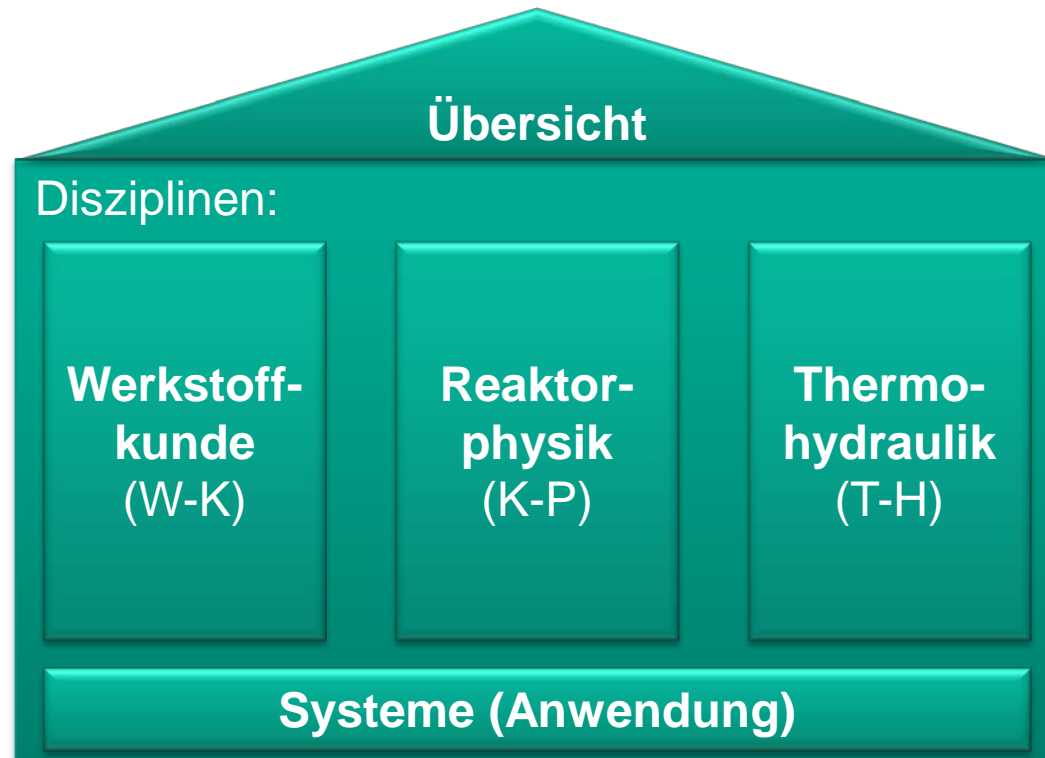 Übersicht
Disziplinen:
Werkstoff-
kunde
(W-K)
Reaktor-
physik
(K-P)
Thermo-
hydraulik
(T-H)
Systeme (Anwendung)